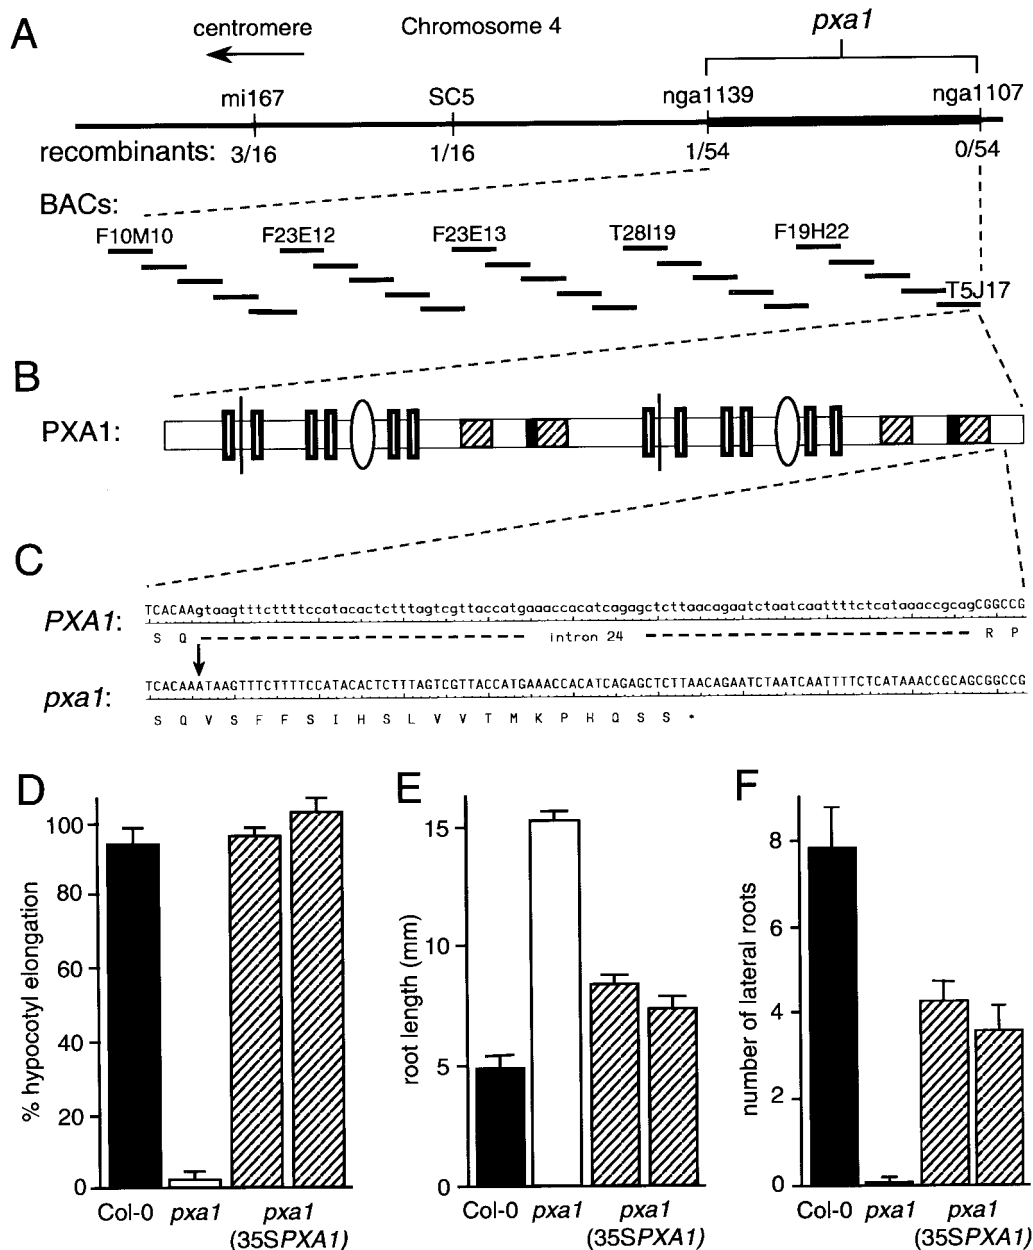 A
centromere
Chromosome 4
pxa1
mi167
SC5
nga1139
nga1107
recombinants: 3/16 1/16 1/54 0/54
BACs:
F10M10 F23E12 F23E13 T28I19 F19H22
T5J17
B
PXA1:
C
PXA1:
TCACAAgtaagtttcttttccatacactctttagtcgttaccatgaaaccacatcagagctcttaacagaatctaatcaattttctcataaaccgcagCGGCCG
S Q intron 24 R P
pxa1:
TCACAAATAAGTTTCTTTTCCATACACTCTTTAGTCGTTACCATGAAACCACATCAGAGCTCTTAACAGAATCTAATCAATTTTCTCATAAACCGCAGCGGCCG
S Q V S F F S I H S L V V T M K P H Q S S •
D
% hypocotyl elongation
100
80
60
40
20
0
Col-0 pxa1 pxa1
(35SPXA1)
E
root length (mm)
15
10
5
0
Col-0 pxa1 pxa1
(35SPXA1)
F
number of lateral roots
8
6
4
2
0
Col-0 pxa1 pxa1
(35SPXA1)